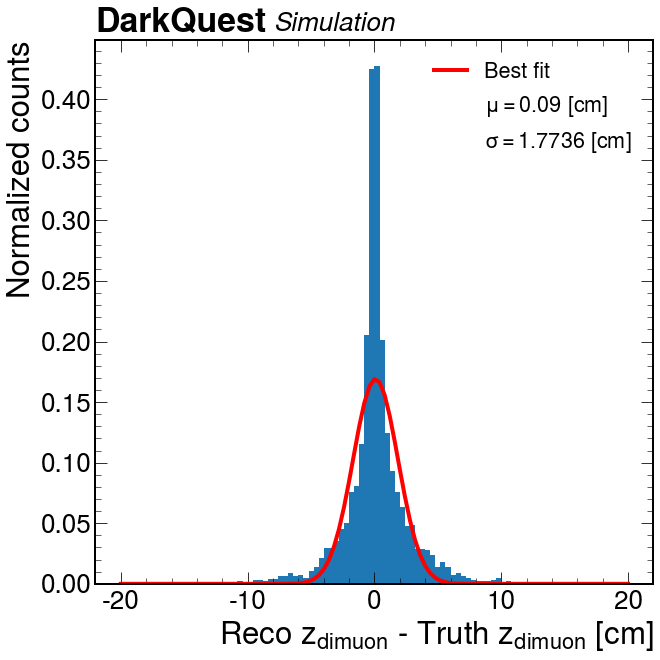 DarkQuest Simulation
Normalized counts
Best fit
μ = 0.09 [cm]
σ = 1.7736 [cm]
0.40
0.35
0.30
0.25
0.20
0.15
0.10
0.05
0.00
-20 -10 0 10 20
Reco z_dimuon - Truth z_dimuon [cm]